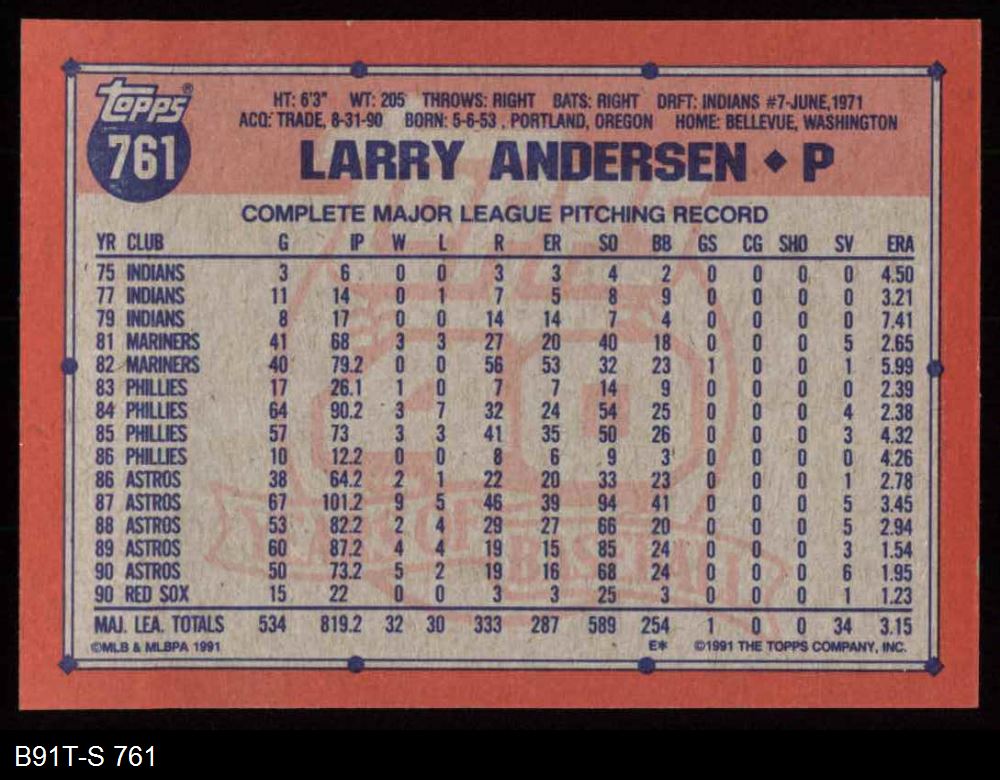 Topps®
761
HT: 6'3" WT: 205 THROWS: RIGHT BATS: RIGHT DRFT: INDIANS #7-JUNE,1971
ACQ: TRADE, 8-31-90 BORN: 5-6-53, PORTLAND, OREGON HOME: BELLEVUE, WASHINGTON
LARRY ANDERSEN ◆ P
COMPLETE MAJOR LEAGUE PITCHING RECORD
YR CLUB G IP W L R ER SO BB GS CG SHO SV ERA
75 INDIANS 3 6 0 0 3 3 4 2 0 0 0 0 4.50
77 INDIANS 11 14 0 1 7 5 8 9 0 0 0 0 3.21
79 INDIANS 8 17 0 0 14 14 7 4 0 0 0 0 7.41
81 MARINERS 41 68 3 3 27 20 40 18 0 0 0 5 2.65
82 MARINERS 40 79.2 0 0 56 53 32 23 1 0 0 1 5.99
83 PHILLIES 17 26.1 1 0 7 7 14 9 0 0 0 0 2.39
84 PHILLIES 64 90.2 3 7 32 24 54 25 0 0 0 4 2.38
85 PHILLIES 57 73 3 3 41 35 50 26 0 0 0 3 4.32
86 PHILLIES 10 12.2 0 0 8 6 9 3 0 0 0 0 4.26
86 ASTROS 38 64.2 2 1 22 20 33 23 0 0 0 1 2.78
87 ASTROS 67 101.2 9 5 46 39 94 41 0 0 0 5 3.45
88 ASTROS 53 82.2 2 4 29 27 66 20 0 0 0 5 2.94
89 ASTROS 60 87.2 4 4 19 15 85 24 0 0 0 3 1.54
90 ASTROS 50 73.2 5 2 19 16 68 24 0 0 0 6 1.95
90 RED SOX 15 22 0 0 3 3 25 3 0 0 0 1 1.23
MAJ. LEA. TOTALS 534 819.2 32 30 333 287 589 254 1 0 0 34 3.15
©MLB & MLBPA 1991 E* ©1991 THE TOPPS COMPANY, INC.
40
YEARS OF BASEBALL
B91T-S 761